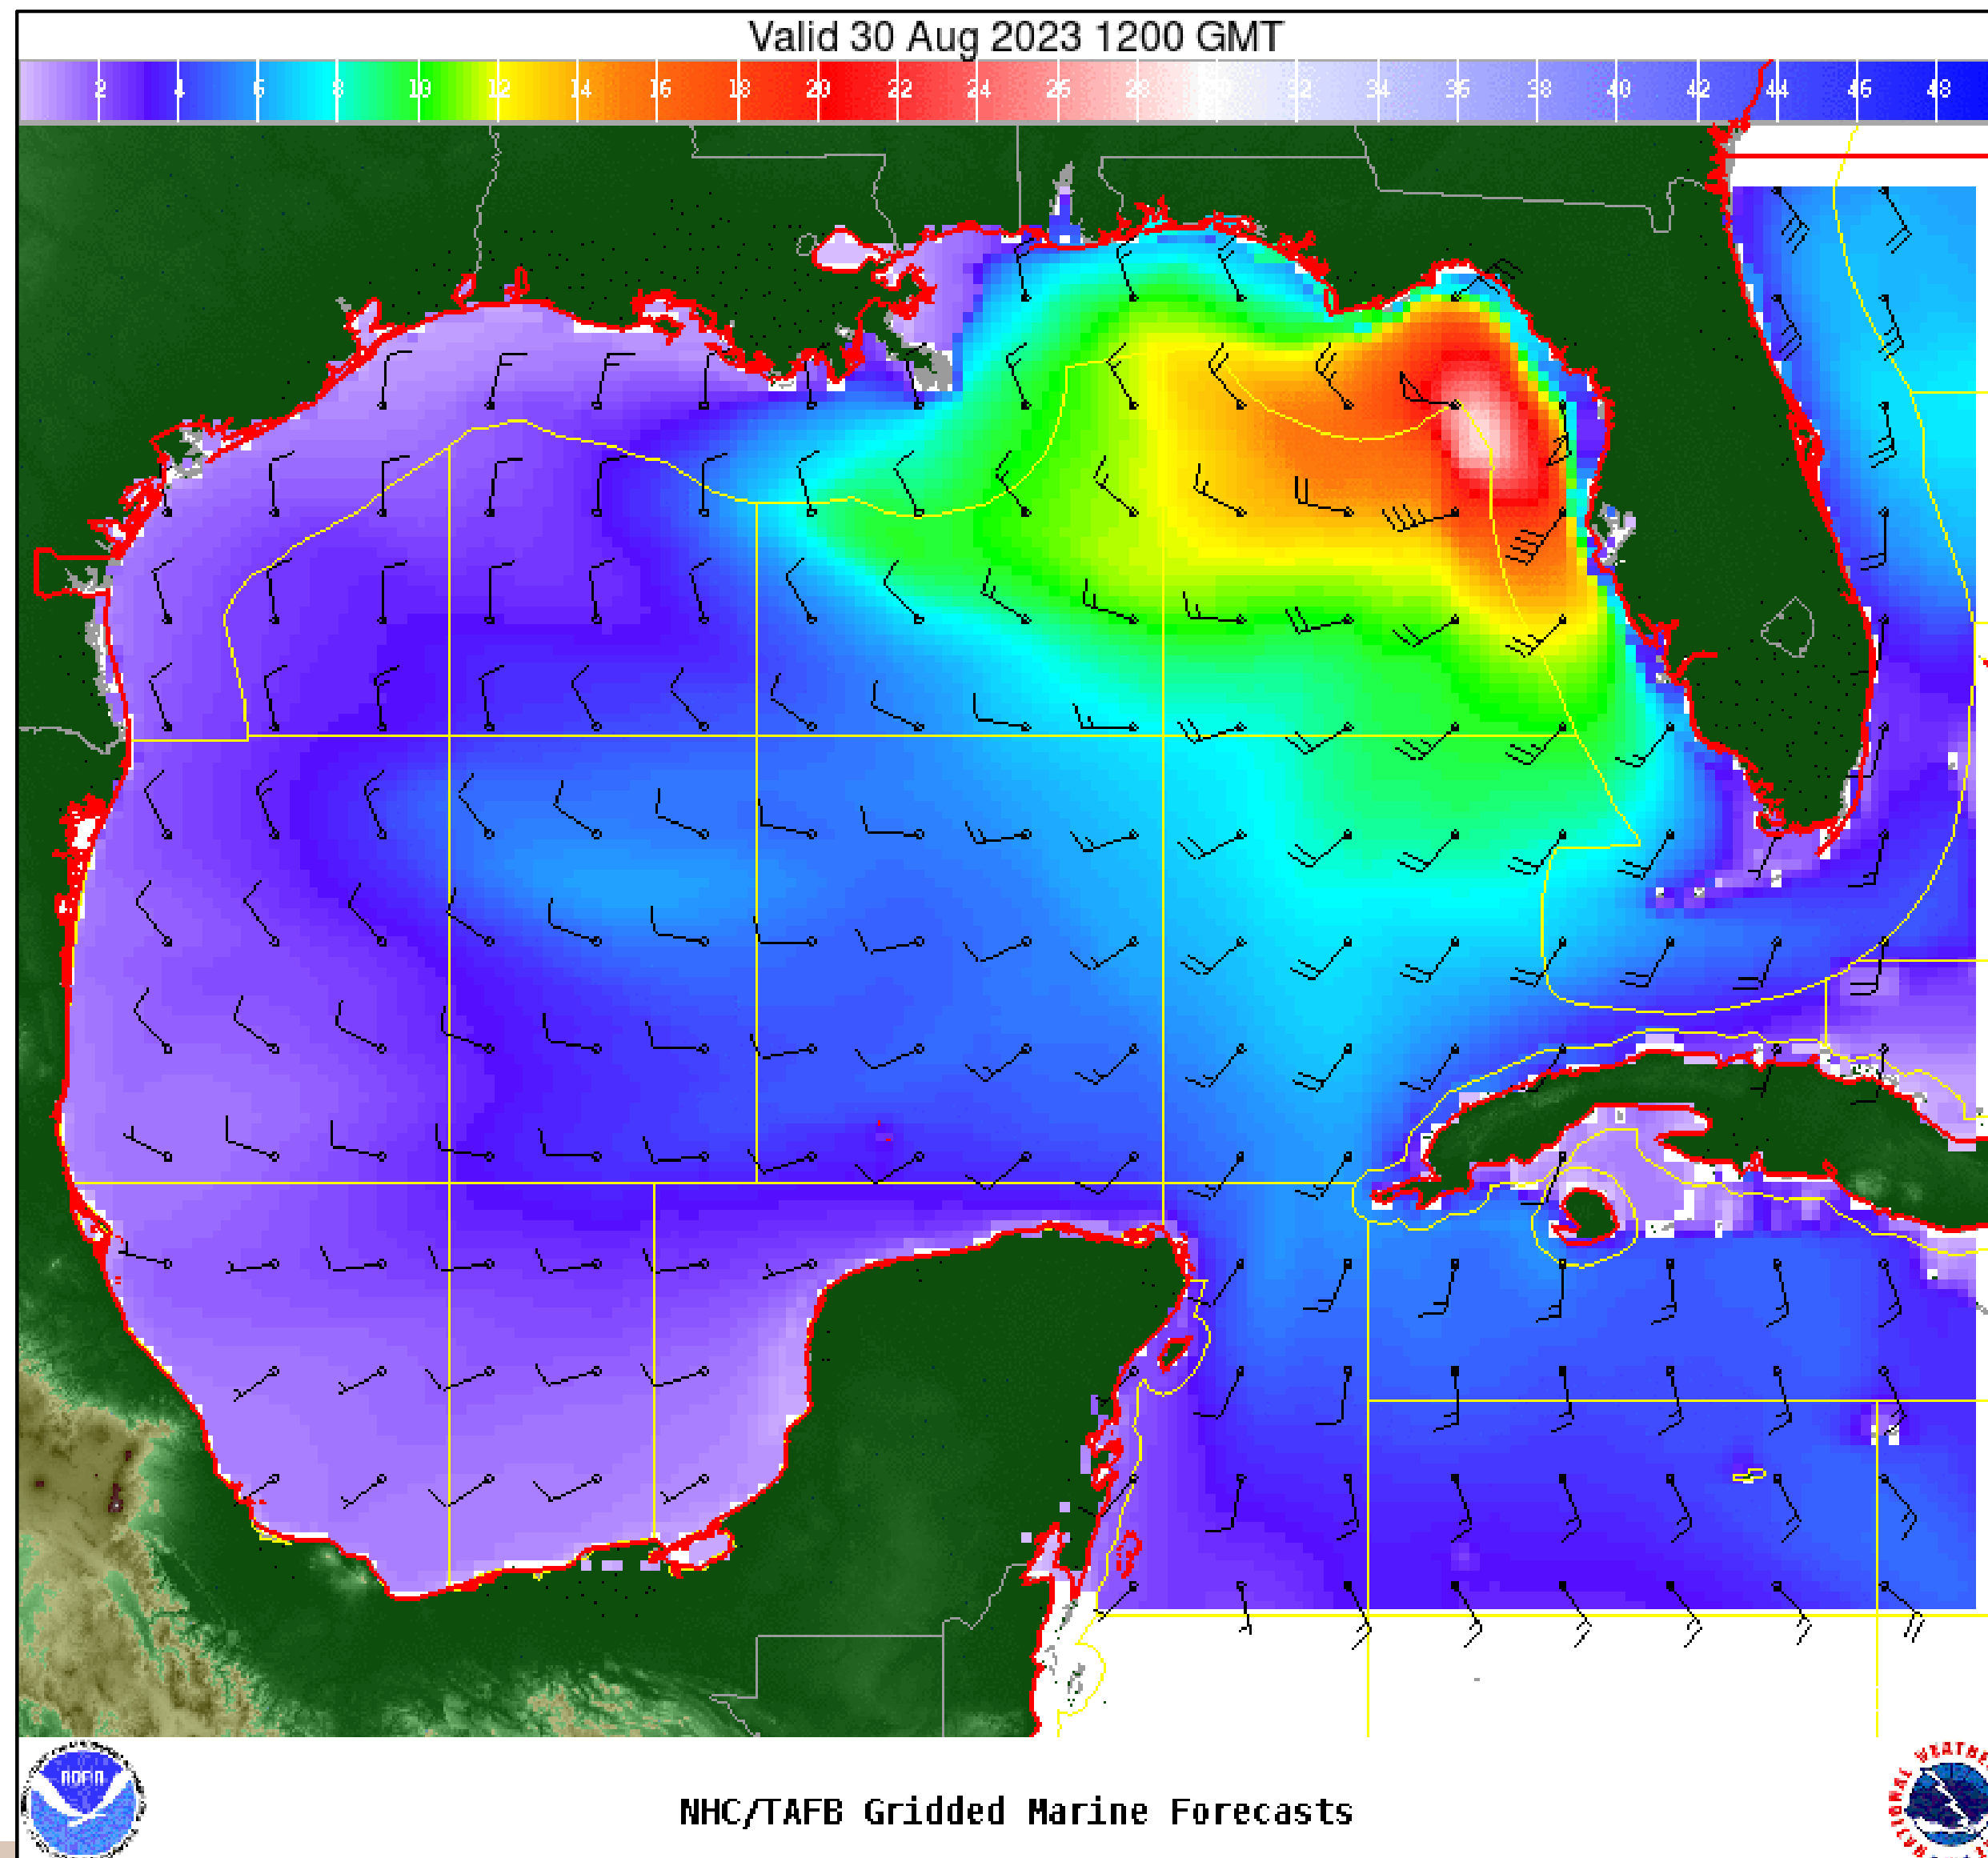 Valid 30 Aug 2023 1200 GMT
2 4 6 8 10 12 14 16 18 20 22 24 26 28 30 32 34 36 38 40 42 44 46 48
NOAA
NHC/TAFB Gridded Marine Forecasts